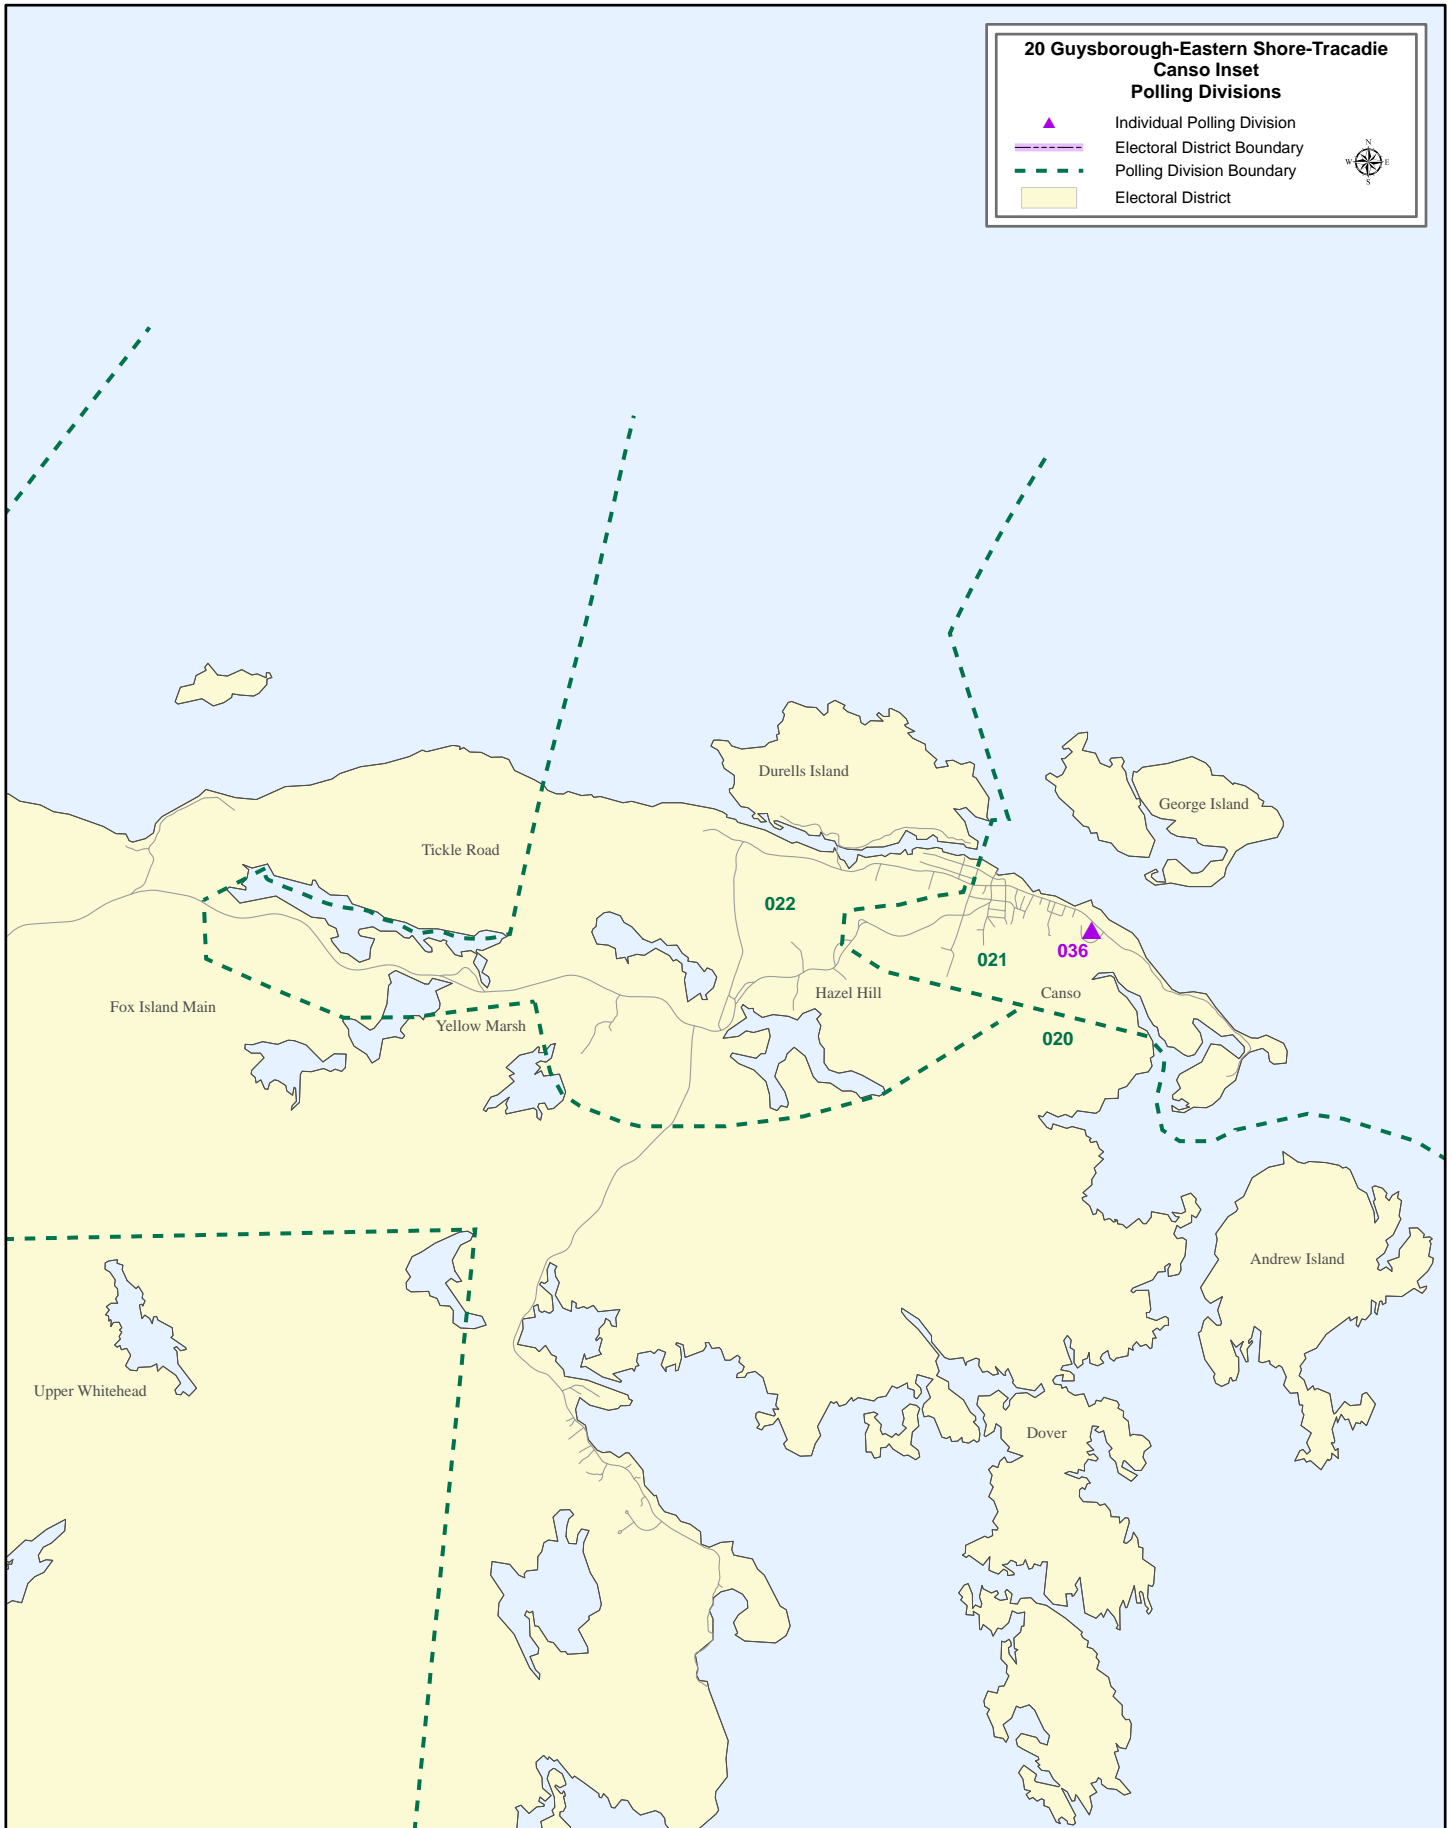 20 Guysborough-Eastern Shore-Tracadie
Canso Inset
Polling Divisions
Individual Polling Division
Electoral District Boundary
Polling Division Boundary
Electoral District
N
W E
S
Durells Island
George Island
Tickle Road
022
036
021
Hazel Hill
Canso
Fox Island Main
Yellow Marsh
020
Andrew Island
Upper Whitehead
Dover